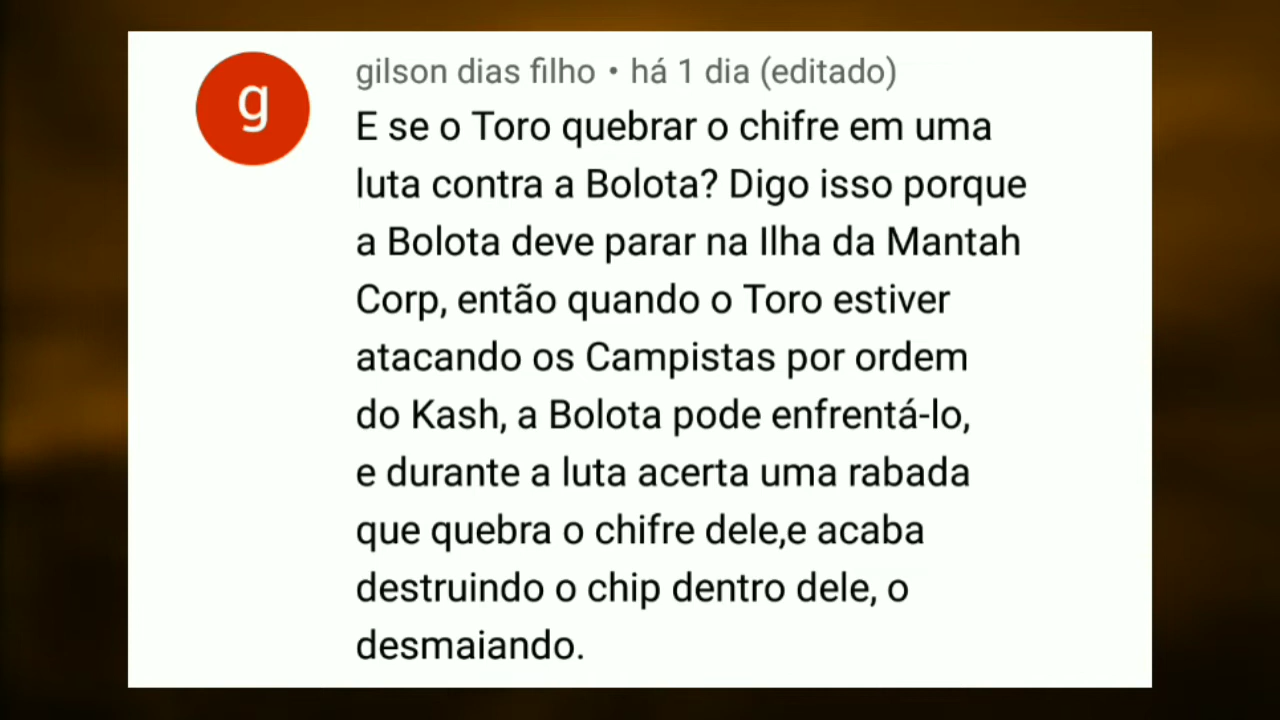 g
gilson dias filho • há 1 dia (editado)
E se o Toro quebrar o chifre em uma
luta contra a Bolota? Digo isso porque
a Bolota deve parar na Ilha da Mantah
Corp, então quando o Toro estiver
atacando os Campistas por ordem
do Kash, a Bolota pode enfrentá-lo,
e durante a luta acerta uma rabada
que quebra o chifre dele,e acaba
destruindo o chip dentro dele, o
desmaiando.